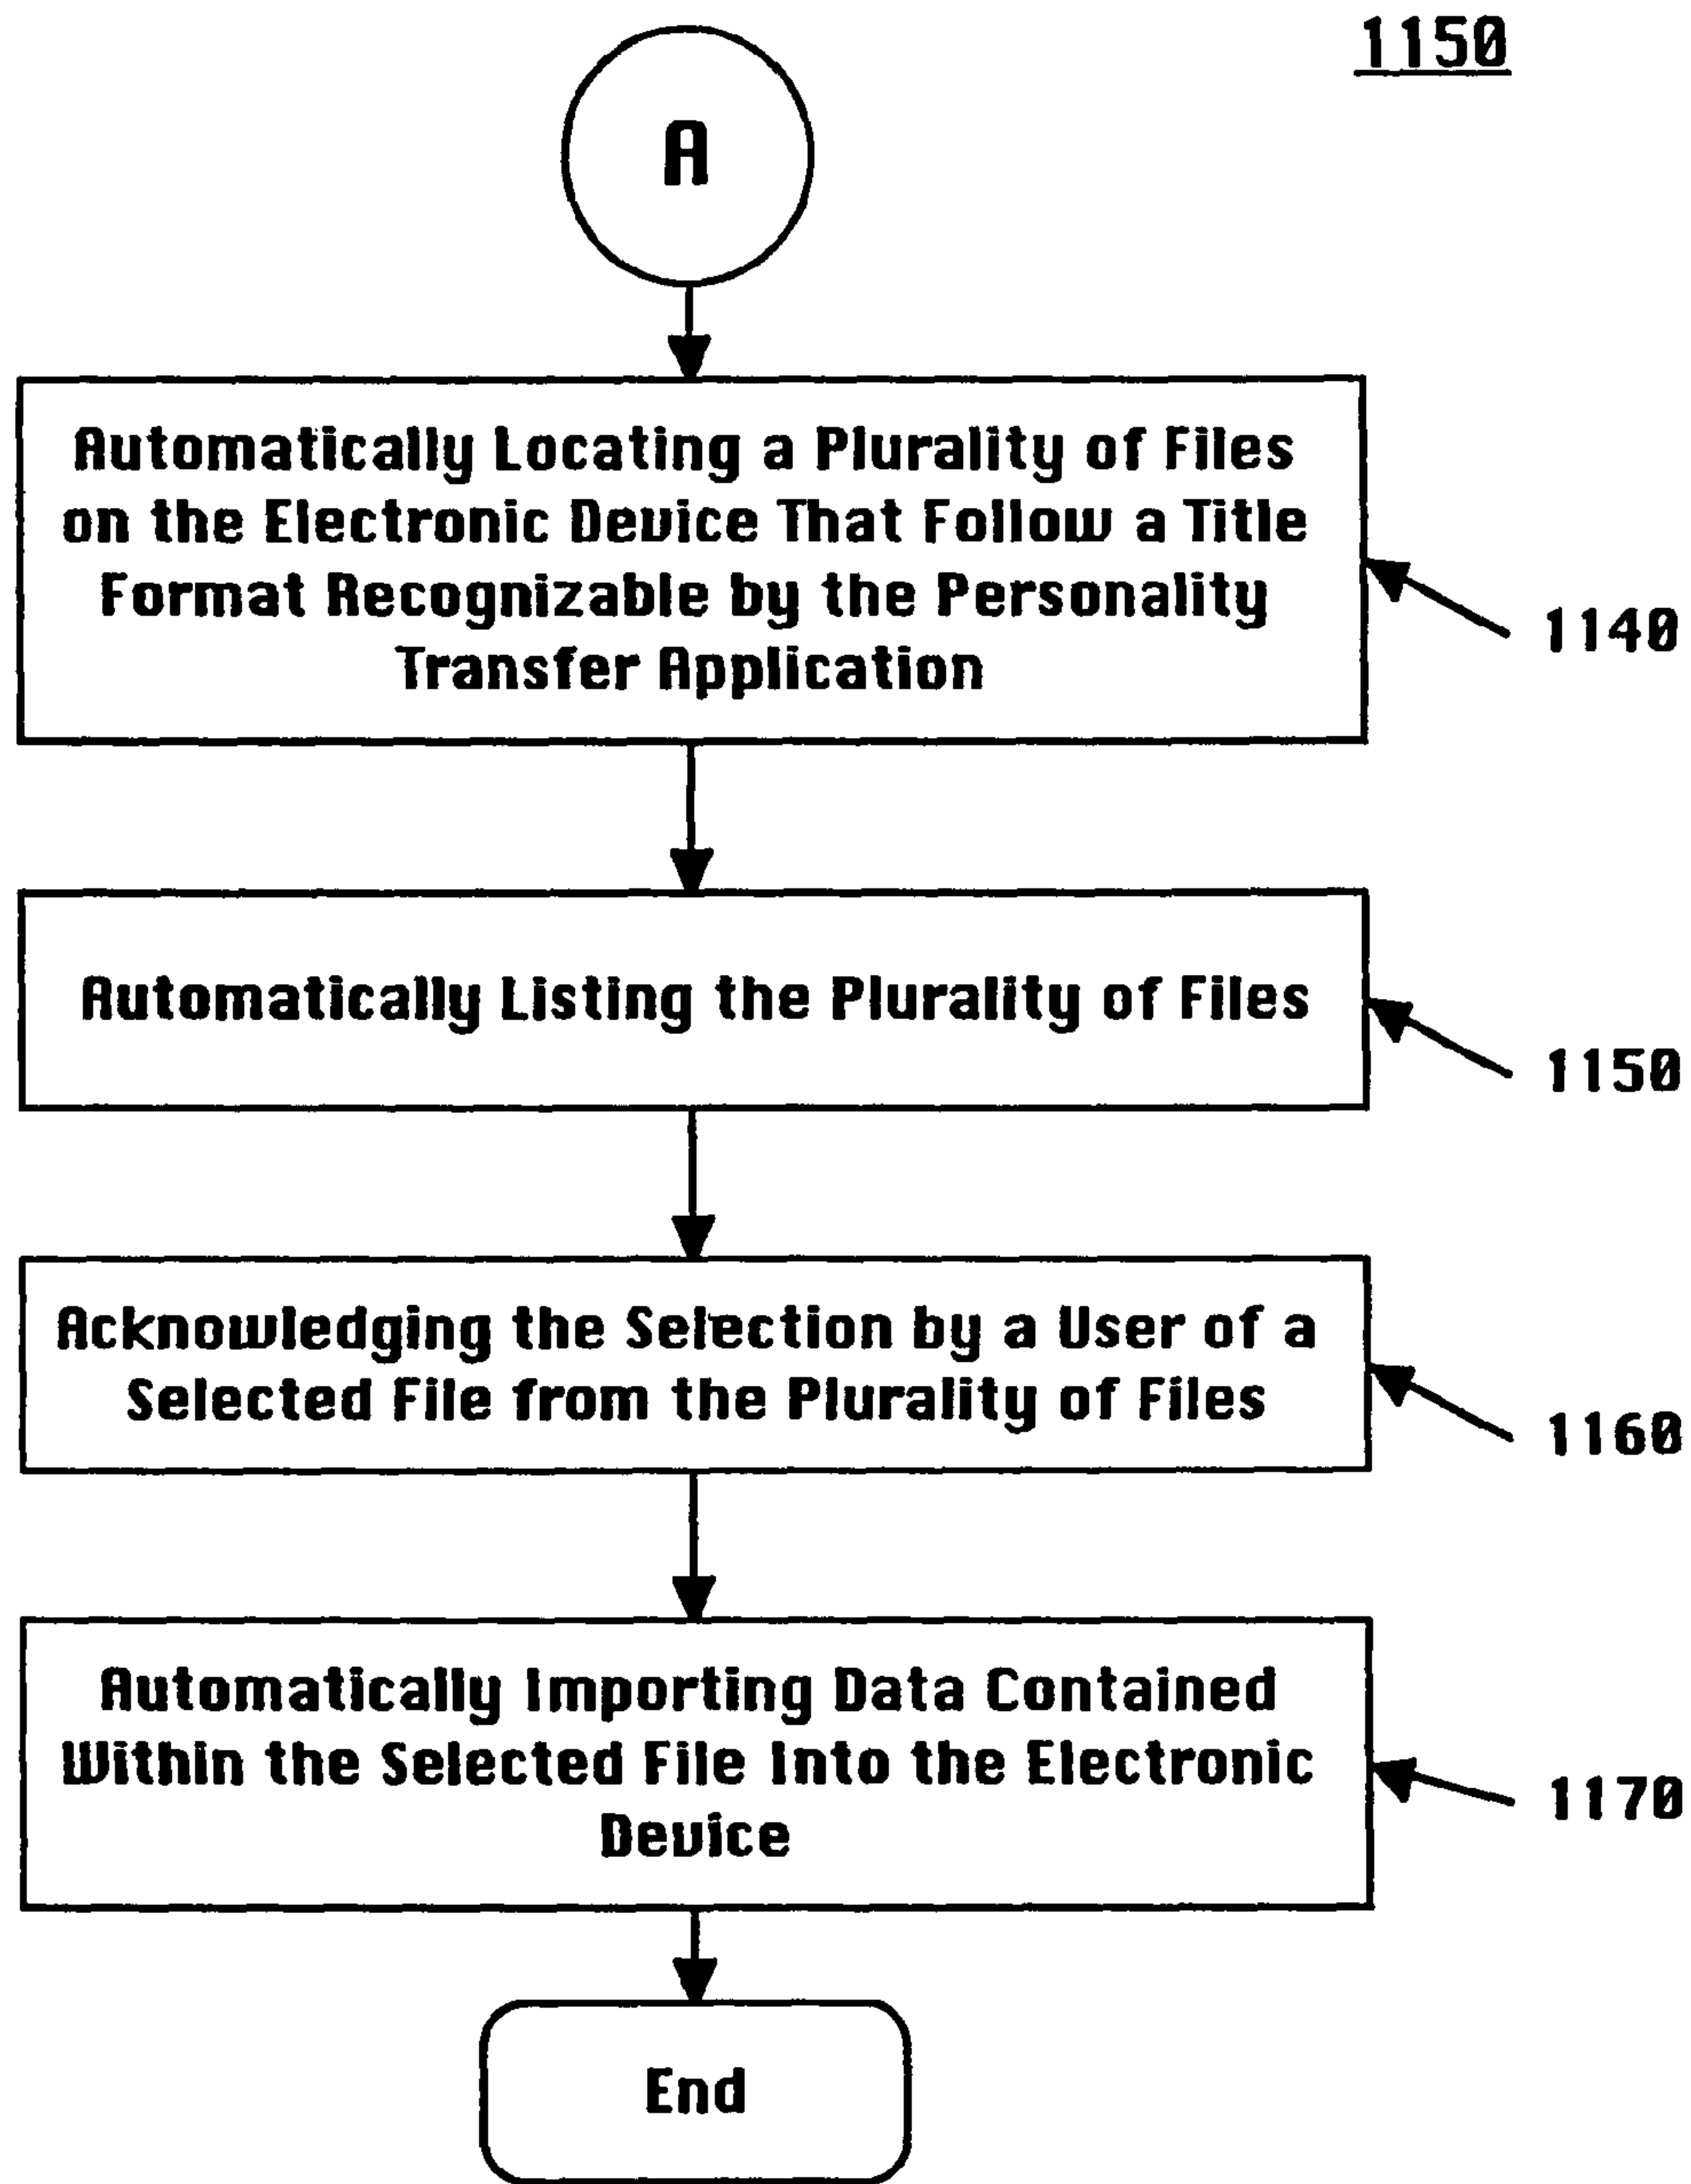 1150
A
Automatically Locating a Plurality of Files
on the Electronic Device That Follow a Title
Format Recognizable by the Personality
Transfer Application
1140
Automatically Listing the Plurality of Files
1150
Acknowledging the Selection by a User of a
Selected File from the Plurality of Files
1160
Automatically Importing Data Contained
Within the Selected File Into the Electronic
Device
1170
End